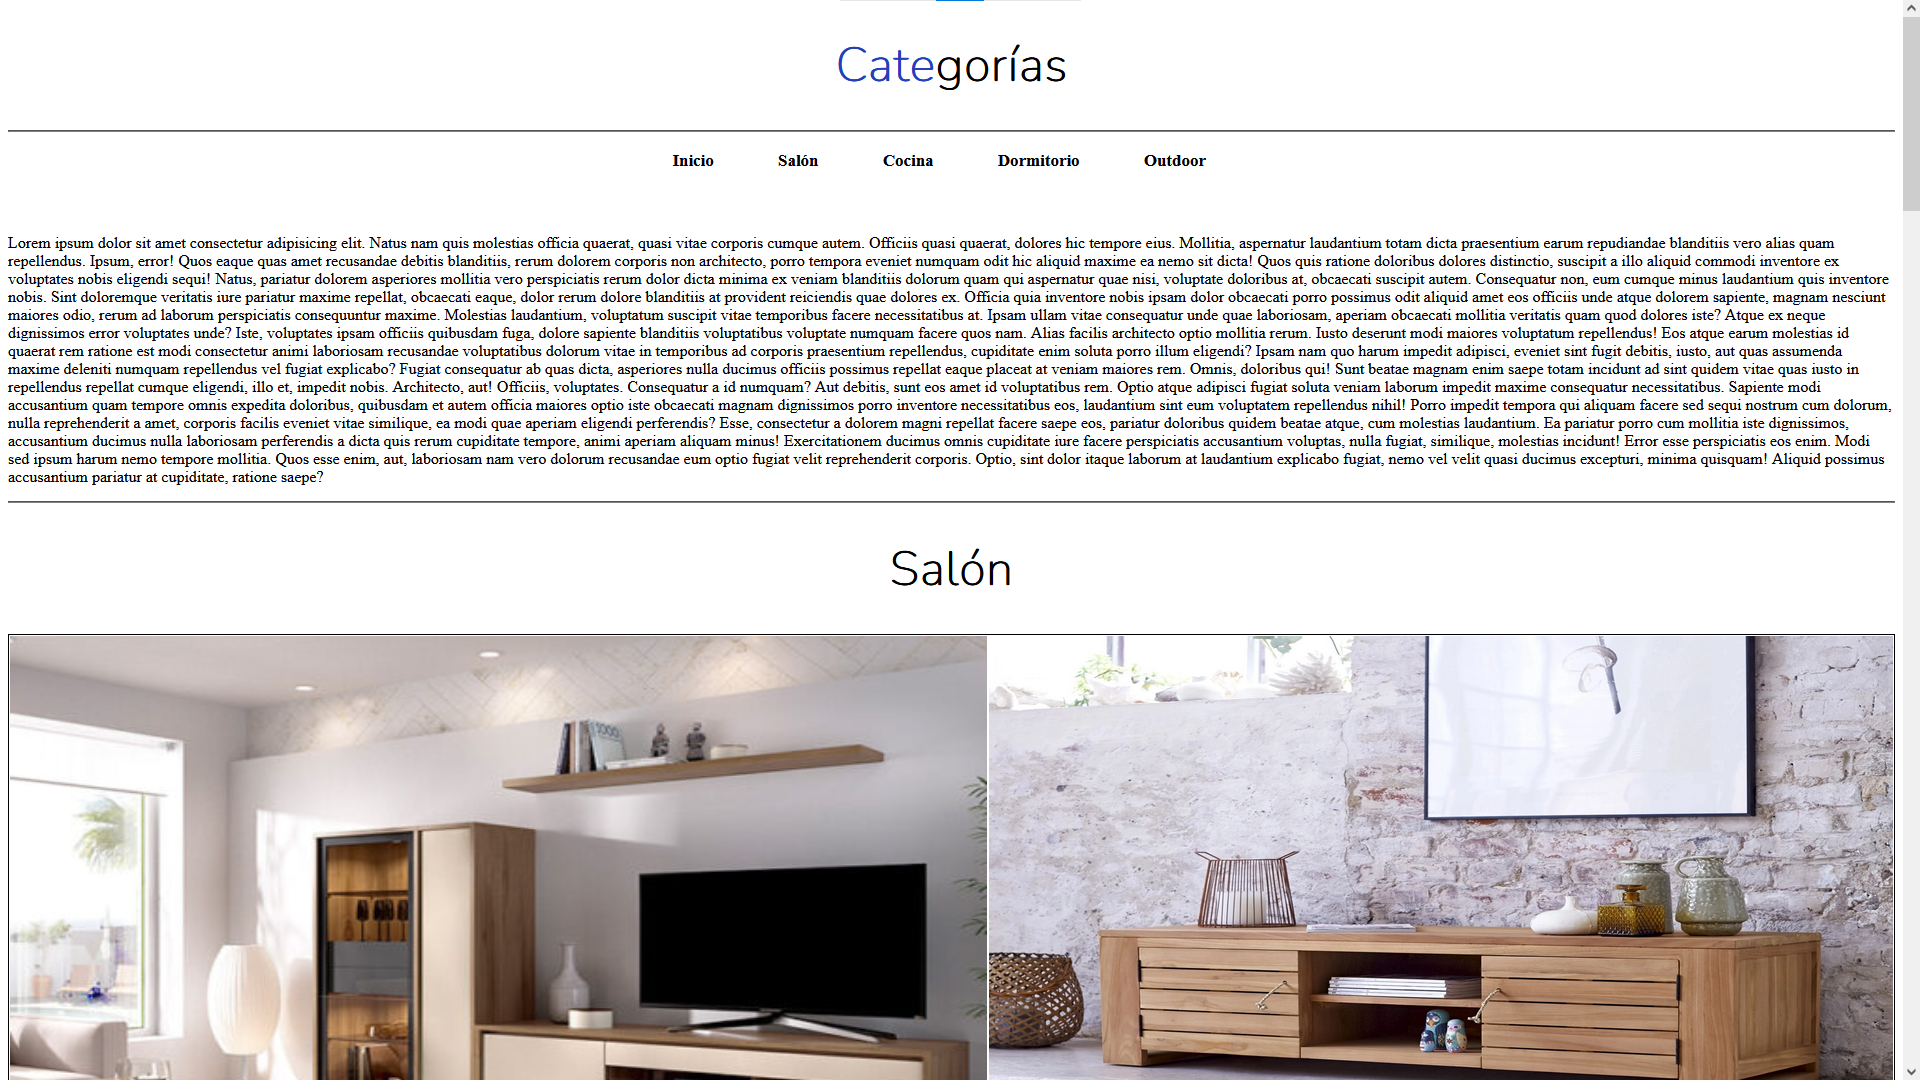 Categorías
Inicio Salón Cocina Dormitorio Outdoor
Lorem ipsum dolor sit amet consectetur adipisicing elit. Natus nam quis molestias officia quaerat, quasi vitae corporis cumque autem. Officiis quasi quaerat, dolores hic tempore eius. Mollitia, aspernatur laudantium totam dicta praesentium earum repudiandae blanditiis vero alias quam
repellendus. Ipsum, error! Quos eaque quas amet recusandae debitis blanditiis, rerum dolorem corporis non architecto, porro tempora eveniet numquam odit hic aliquid maxime ea nemo sit dicta! Quos quis ratione doloribus dolores distinctio, suscipit a illo aliquid commodi inventore ex
voluptates nobis eligendi sequi! Natus, pariatur dolorem asperiores mollitia vero perspiciatis rerum dolor dicta minima ex veniam blanditiis dolorum quam qui aspernatur quae nisi, voluptate doloribus at, obcaecati suscipit autem. Consequatur non, eum cumque minus laudantium quis inventore
nobis. Sint doloremque veritatis iure pariatur maxime repellat, obcaecati eaque, dolor rerum dolore blanditiis at provident reiciendis quae dolores ex. Officia quia inventore nobis ipsam dolor obcaecati porro possimus odit aliquid amet eos officiis unde atque dolorem sapiente, magnam nesciunt
maiores odio, rerum ad laborum perspiciatis consequuntur maxime. Molestias laudantium, voluptatum suscipit vitae temporibus facere necessitatibus at. Ipsam ullam vitae consequatur unde quae laboriosam, aperiam obcaecati mollitia veritatis quam quod dolores iste? Atque ex neque
dignissimos error voluptates unde? Iste, voluptates ipsam officiis quibusdam fuga, dolore sapiente blanditiis voluptatibus voluptate numquam facere quos nam. Alias facilis architecto optio mollitia rerum. Iusto deserunt modi maiores voluptatum repellendus! Eos atque earum molestias id
quaerat rem ratione est modi consectetur animi laboriosam recusandae voluptatibus dolorum vitae in temporibus ad corporis praesentium repellendus, cupiditate enim soluta porro illum eligendi? Ipsam nam quo harum impedit adipisci, eveniet sint fugit debitis, iusto, aut quas assumenda
maxime deleniti numquam repellendus vel fugiat explicabo? Fugiat consequatur ab quas dicta, asperiores nulla ducimus officiis possimus repellat eaque placeat at veniam maiores rem. Omnis, doloribus qui! Sunt beatae magnam enim saepe totam incidunt ad sint quidem vitae quas iusto in
repellendus repellat cumque eligendi, illo et, impedit nobis. Architecto, aut! Officiis, voluptates. Consequatur a id numquam? Aut debitis, sunt eos amet id voluptatibus rem. Optio atque adipisci fugiat soluta veniam laborum impedit maxime consequatur necessitatibus. Sapiente modi
accusantium quam tempore omnis expedita doloribus, quibusdam et autem officia maiores optio iste obcaecati magnam dignissimos porro inventore necessitatibus eos, laudantium sint eum voluptatem repellendus nihil! Porro impedit tempora qui aliquam facere sed sequi nostrum cum dolorum,
nulla reprehenderit a amet, corporis facilis eveniet vitae similique, ea modi quae aperiam eligendi perferendis? Esse, consectetur a dolorem magni repellat facere saepe eos, pariatur doloribus quidem beatae atque, cum molestias laudantium. Ea pariatur porro cum mollitia iste dignissimos,
accusantium ducimus nulla laboriosam perferendis a dicta quis rerum cupiditate tempore, animi aperiam aliquam minus! Exercitationem ducimus omnis cupiditate iure facere perspiciatis accusantium voluptas, nulla fugiat, similique, molestias incidunt! Error esse perspiciatis eos enim. Modi
sed ipsum harum nemo tempore mollitia. Quos esse enim, aut, laboriosam nam vero dolorum recusandae eum optio fugiat velit reprehenderit corporis. Optio, sint dolor itaque laborum at laudantium explicabo fugiat, nemo vel velit quasi ducimus excepturi, minima quisquam! Aliquid possimus
accusantium pariatur at cupiditate, ratione saepe?
Salón